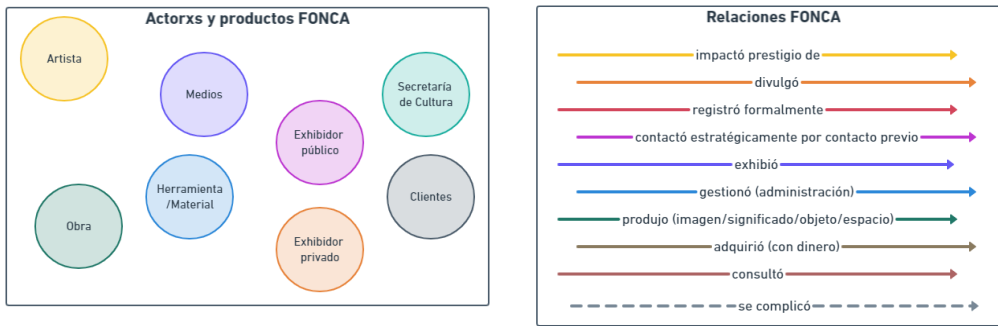 Actorxs y productos FONCA
Artista
Medios
Secretaría
de Cultura
Exhibidor
público
Herramienta
/Material
Clientes
Obra
Exhibidor
privado
Relaciones FONCA
impactó prestigio de
divulgó
registró formalmente
contactó estratégicamente por contacto previo
exhibió
gestionó (administración)
produjo (imagen/significado/objeto/espacio)
adquirió (con dinero)
consultó
se complicó